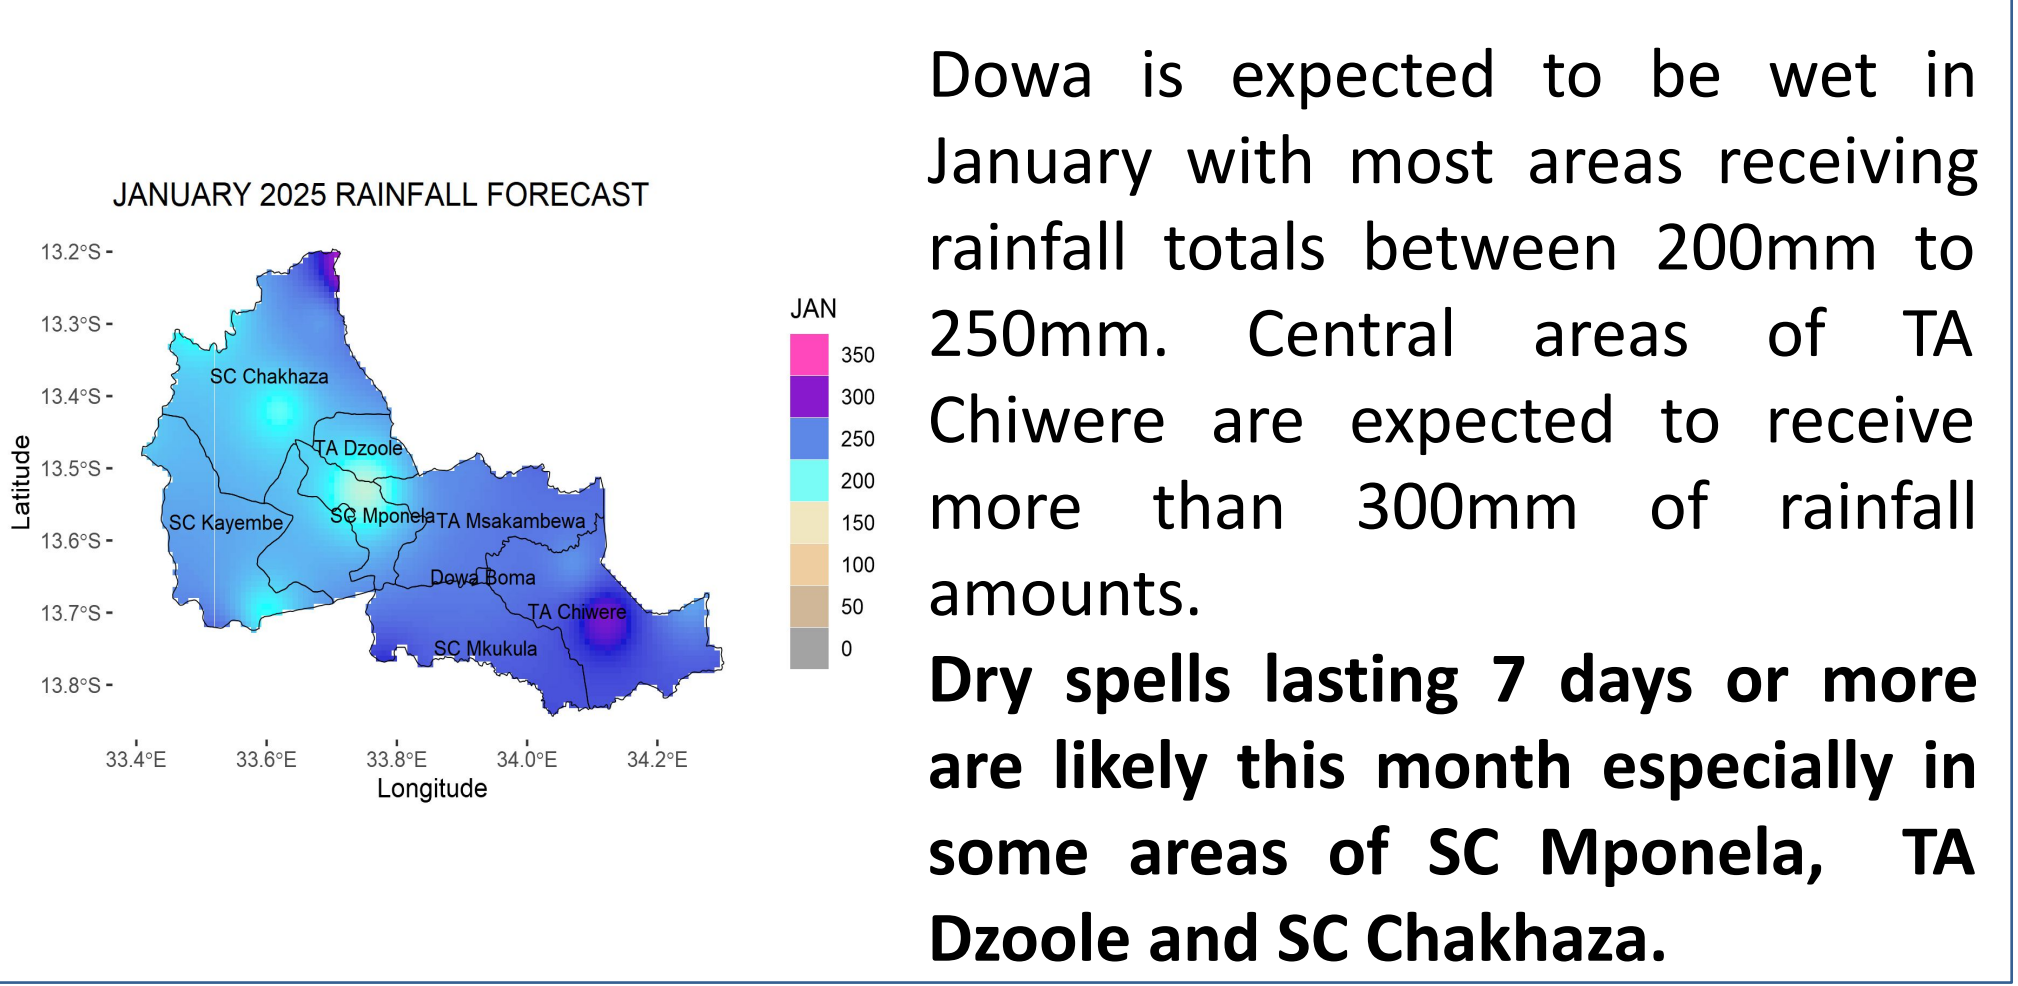 JANUARY 2025 RAINFALL FORECAST
13.2°S
13.3°S
13.4°S
13.5°S
13.6°S
13.7°S
13.8°S
Latitude
SC Chakhaza
TA Dzoole
SC Kayembe
SC Mponela
TA Msakambewa
Dowa Boma
TA Chiwere
SC Mkukula
33.4°E 33.6°E 33.8°E 34.0°E 34.2°E
Longitude
JAN
350
300
250
200
150
100
50
0
Dowa is expected to be wet in
January with most areas receiving
rainfall totals between 200mm to
250mm. Central areas of TA
Chiwere are expected to receive
more than 300mm of rainfall
amounts.
Dry spells lasting 7 days or more
are likely this month especially in
some areas of SC Mponela, TA
Dzoole and SC Chakhaza.